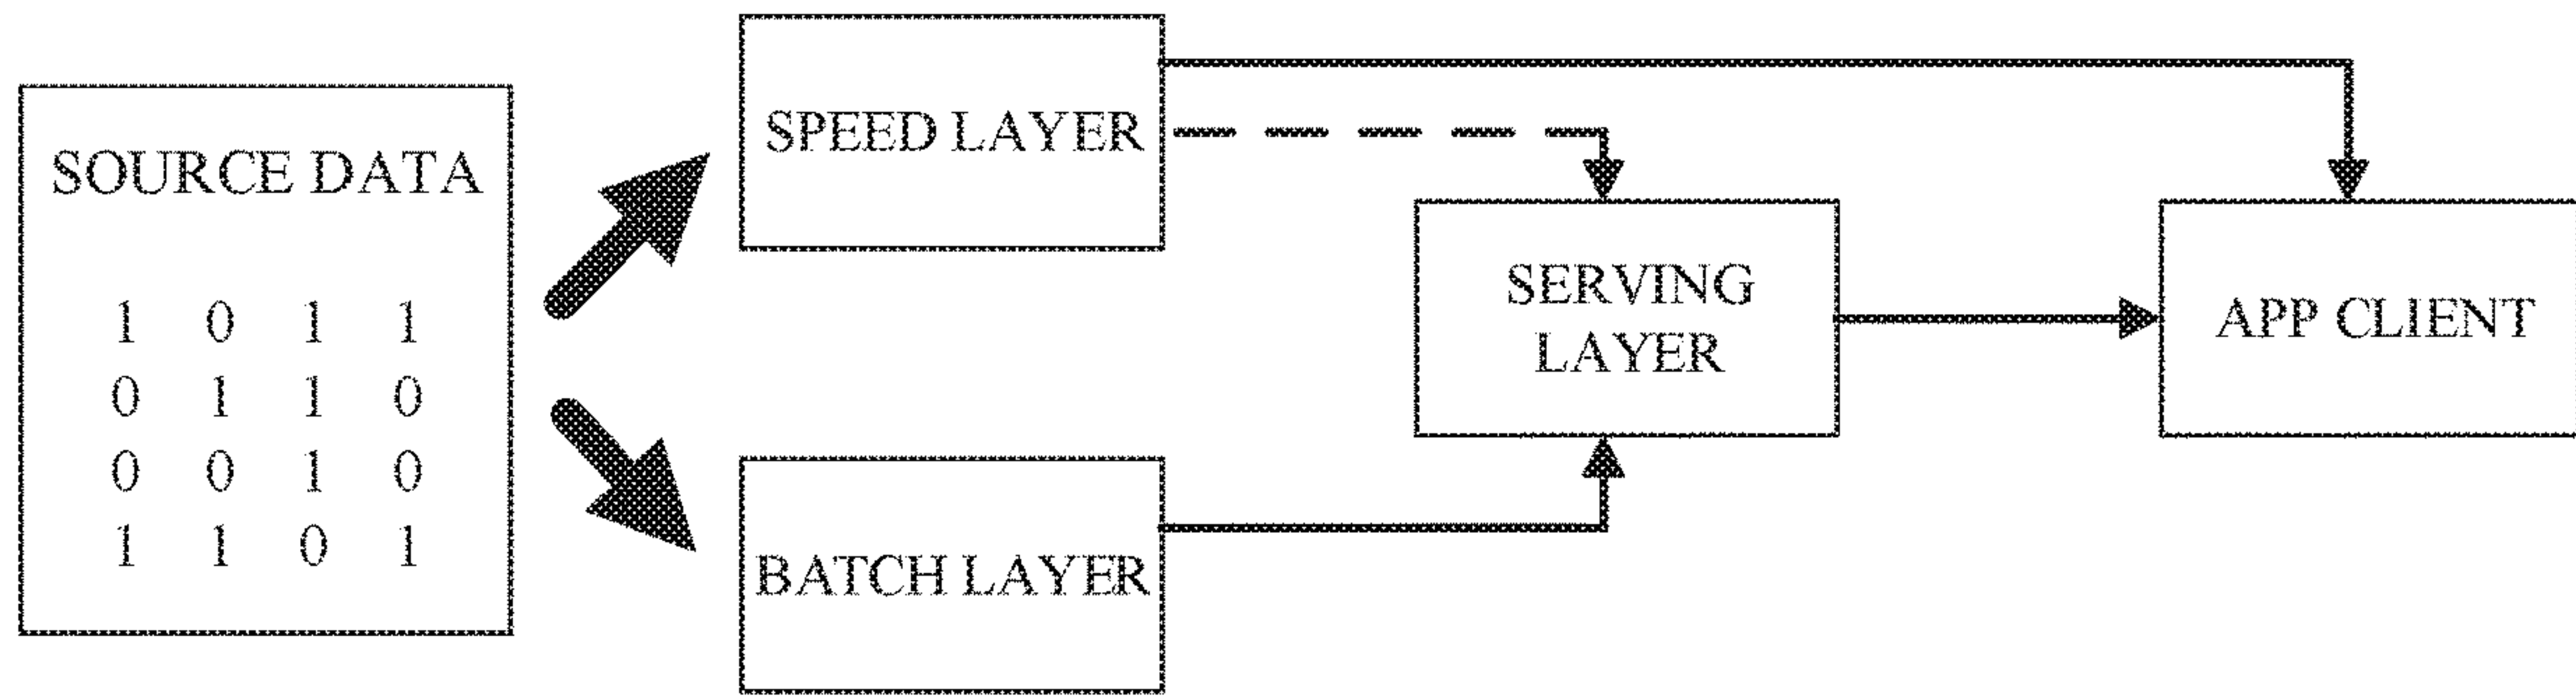 SOURCE DATA
1 0 1 1
0 1 1 0
0 0 1 0
1 1 0 1
SPEED LAYER
BATCH LAYER
SERVING
LAYER
APP CLIENT